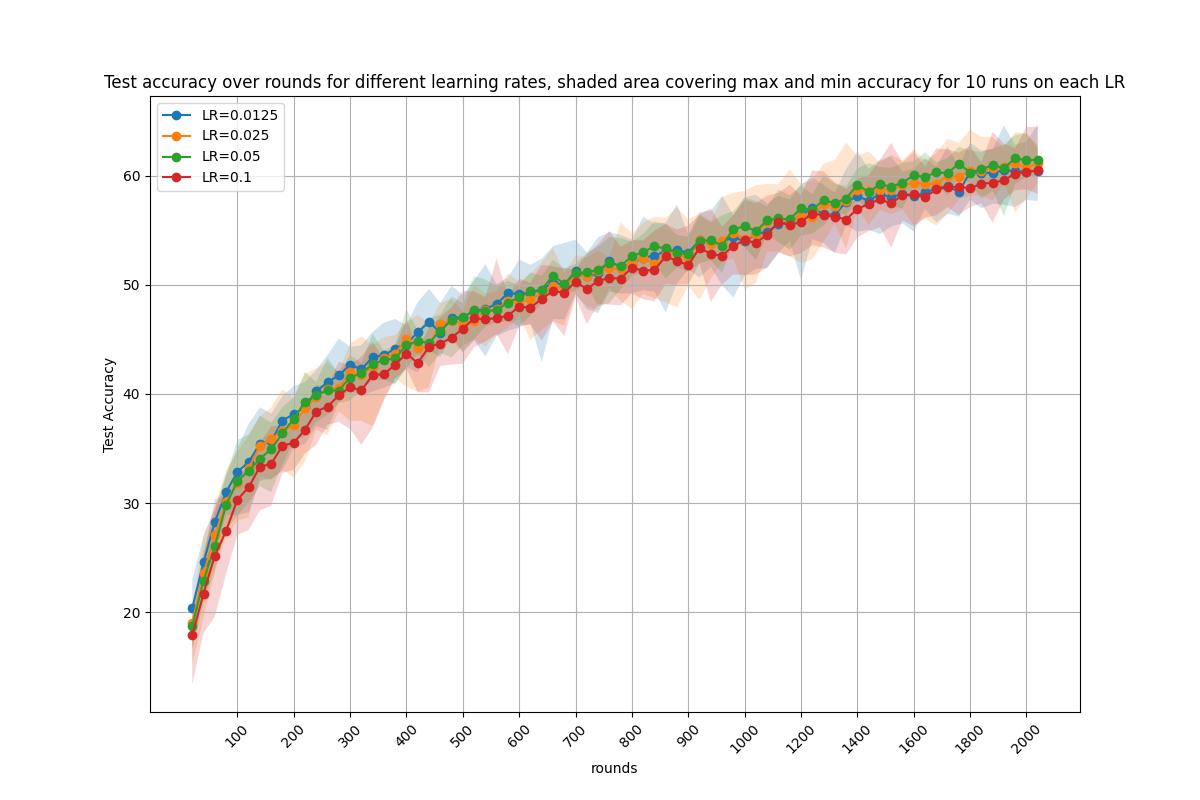 Test accuracy over rounds for different learning rates, shaded area covering max and min accuracy for 10 runs on each LR
LR=0.0125
LR=0.025
LR=0.05
LR=0.1
60
50
40
30
20
Test Accuracy
100 200 300 400 500 600 700 800 900 1000 1200 1400 1600 1800 2000
rounds